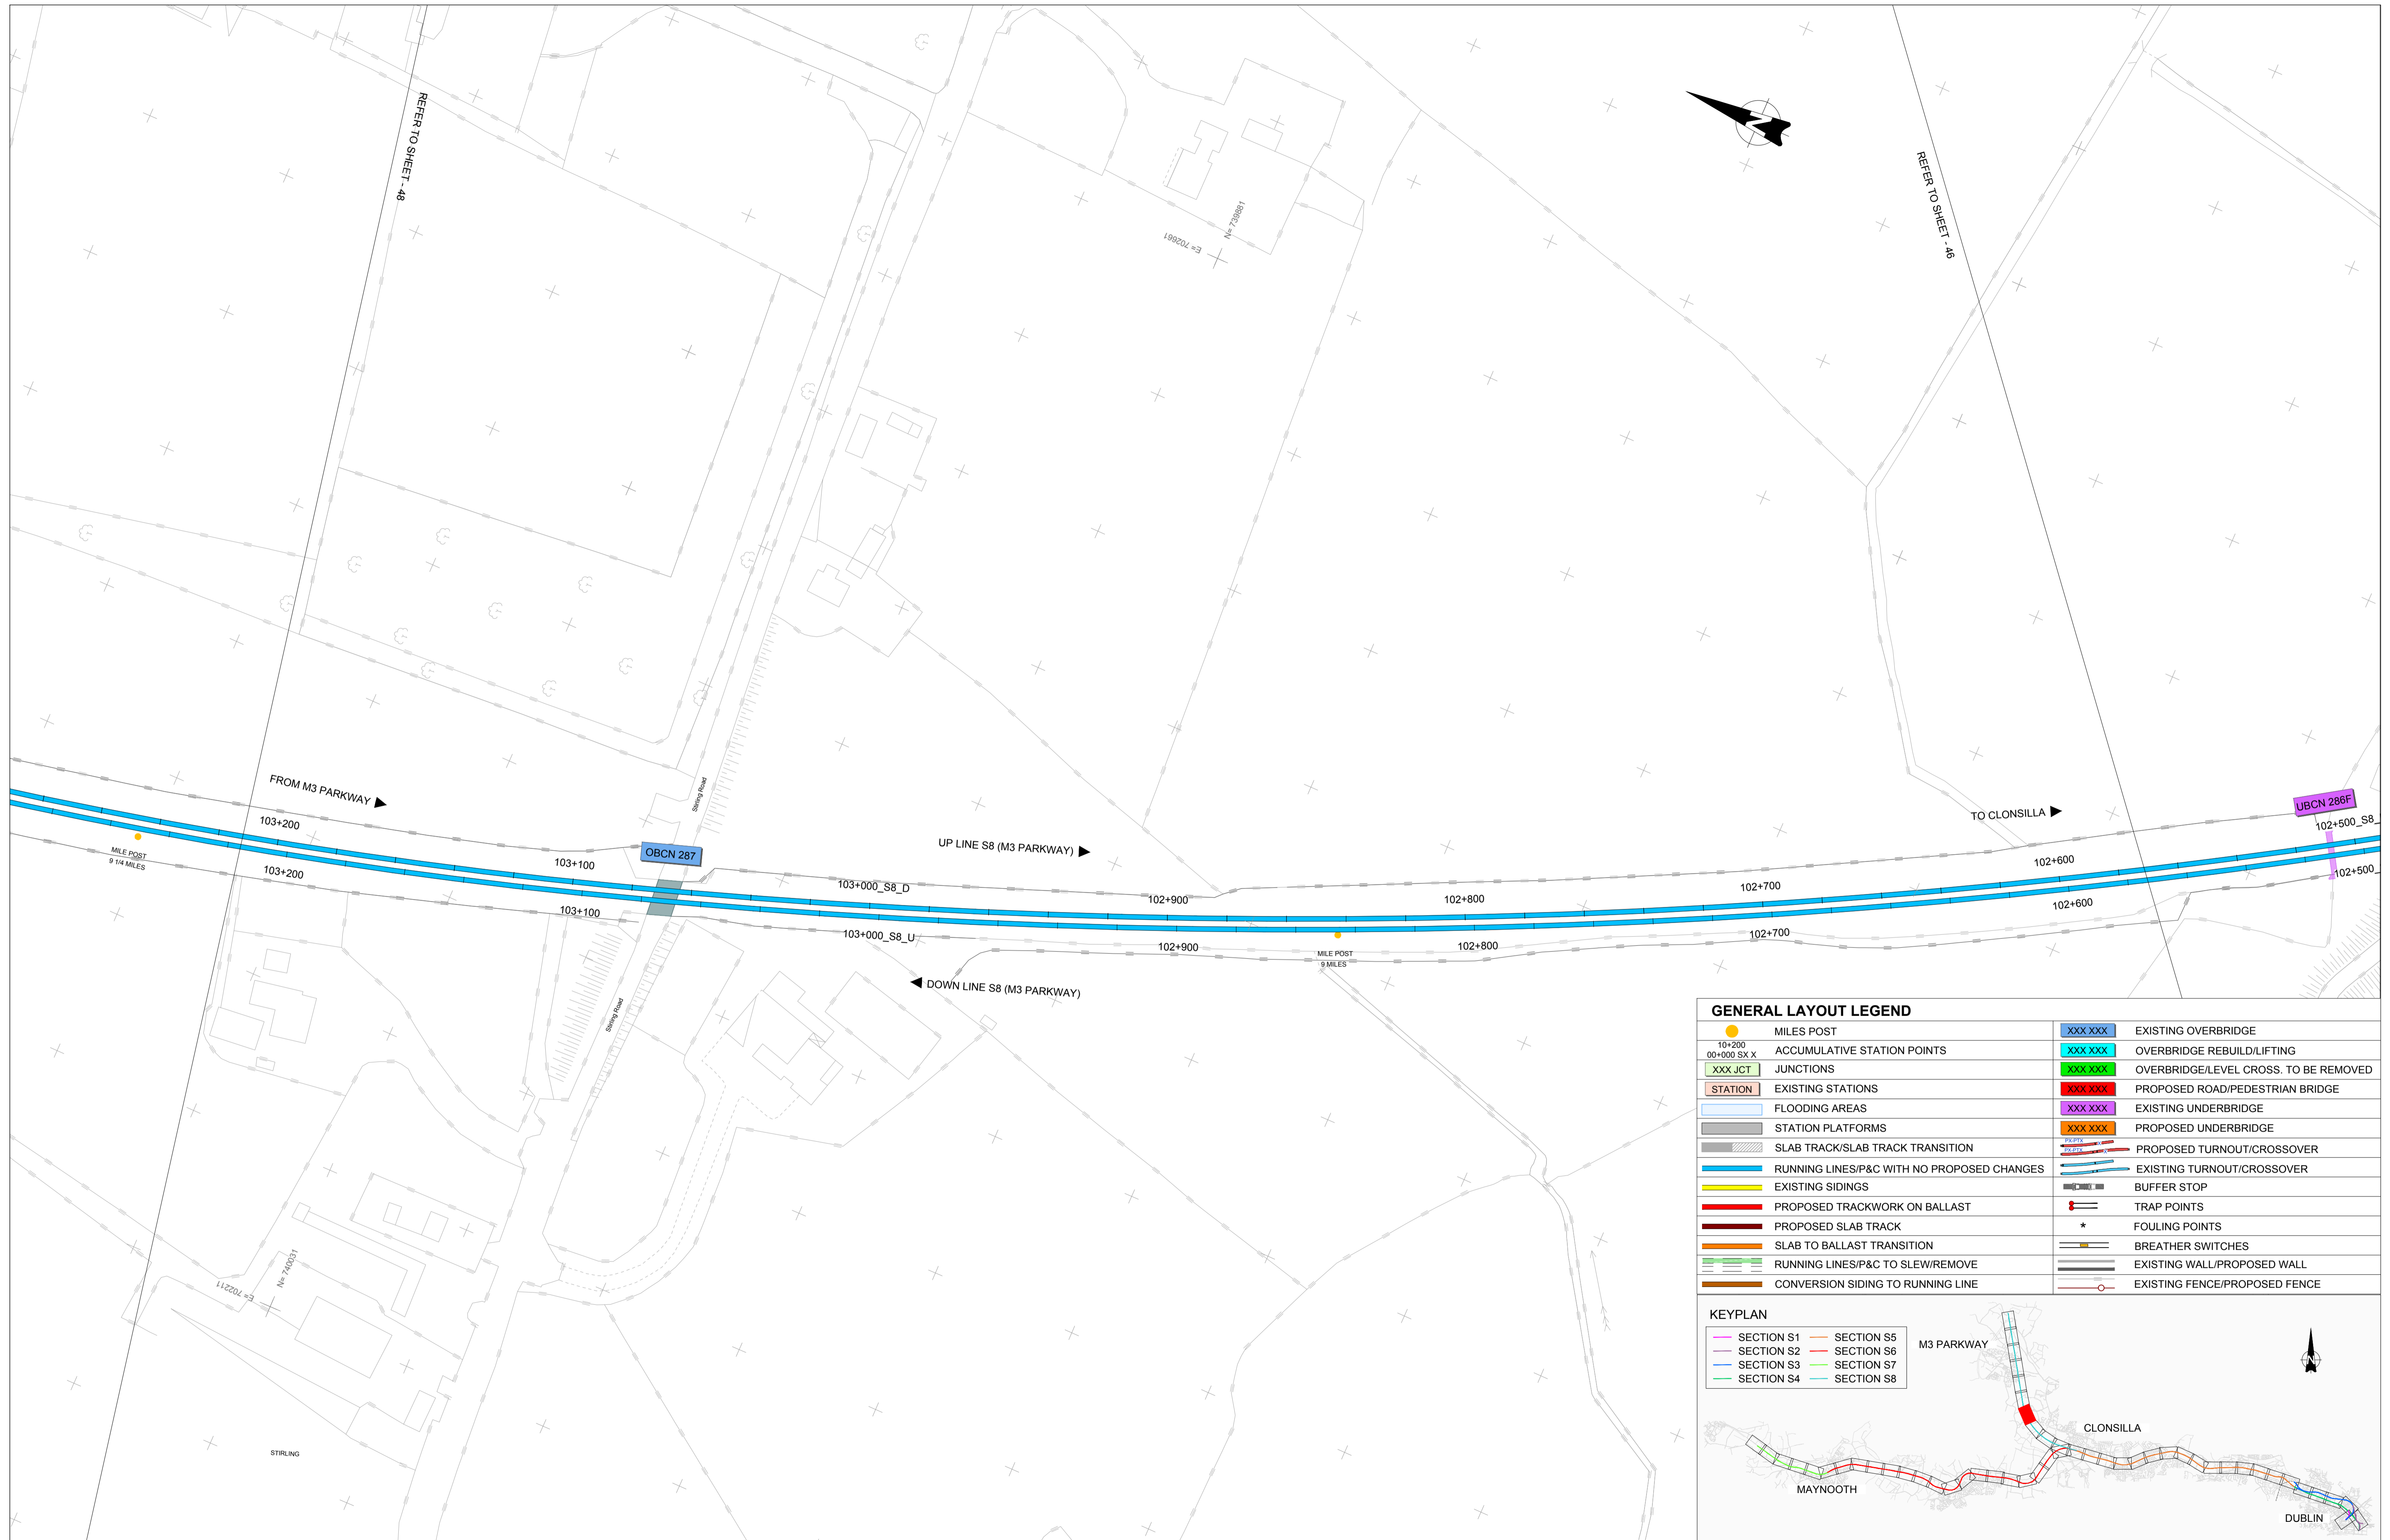 REFER TO SHEET - 48
REFER TO SHEET - 46
N
E= 702661
N= 739881
FROM M3 PARKWAY
103+200
MILE POST
9 1/4 MILES
103+200
103+100
103+100
OBCN 287
Stirling Road
Stirling Road
103+000_S8_D
103+000_S8_U
UP LINE S8 (M3 PARKWAY)
DOWN LINE S8 (M3 PARKWAY)
102+900
102+900
MILE POST
9 MILES
102+800
102+800
102+700
102+700
TO CLONSILLA
102+600
102+600
UBCN 286F
102+500_S8_
102+500_
E= 702211
N= 740031
STIRLING
GENERAL LAYOUT LEGEND
MILES POST
10+200
00+000 SX X
ACCUMULATIVE STATION POINTS
XXX JCT
JUNCTIONS
STATION
EXISTING STATIONS
FLOODING AREAS
STATION PLATFORMS
SLAB TRACK/SLAB TRACK TRANSITION
RUNNING LINES/P&C WITH NO PROPOSED CHANGES
EXISTING SIDINGS
PROPOSED TRACKWORK ON BALLAST
PROPOSED SLAB TRACK
SLAB TO BALLAST TRANSITION
RUNNING LINES/P&C TO SLEW/REMOVE
CONVERSION SIDING TO RUNNING LINE
XXX XXX
EXISTING OVERBRIDGE
XXX XXX
OVERBRIDGE REBUILD/LIFTING
XXX XXX
OVERBRIDGE/LEVEL CROSS. TO BE REMOVED
XXX XXX
PROPOSED ROAD/PEDESTRIAN BRIDGE
XXX XXX
EXISTING UNDERBRIDGE
XXX XXX
PROPOSED UNDERBRIDGE
PX-PTX
PX-PTX
PROPOSED TURNOUT/CROSSOVER
EXISTING TURNOUT/CROSSOVER
BUFFER STOP
TRAP POINTS
FOULING POINTS
BREATHER SWITCHES
EXISTING WALL/PROPOSED WALL
EXISTING FENCE/PROPOSED FENCE
KEYPLAN
SECTION S1
SECTION S2
SECTION S3
SECTION S4
SECTION S5
SECTION S6
SECTION S7
SECTION S8
M3 PARKWAY
N
CLONSILLA
MAYNOOTH
DUBLIN